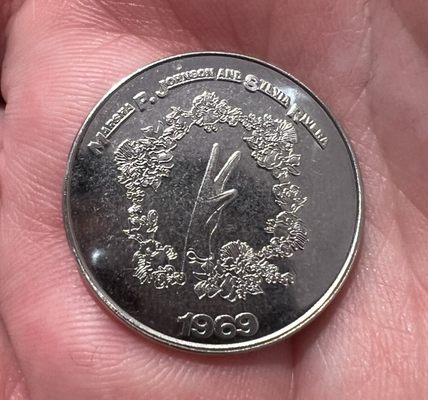 MARSHA P. JOHNSON AND SYLVIA RIVERA
1969